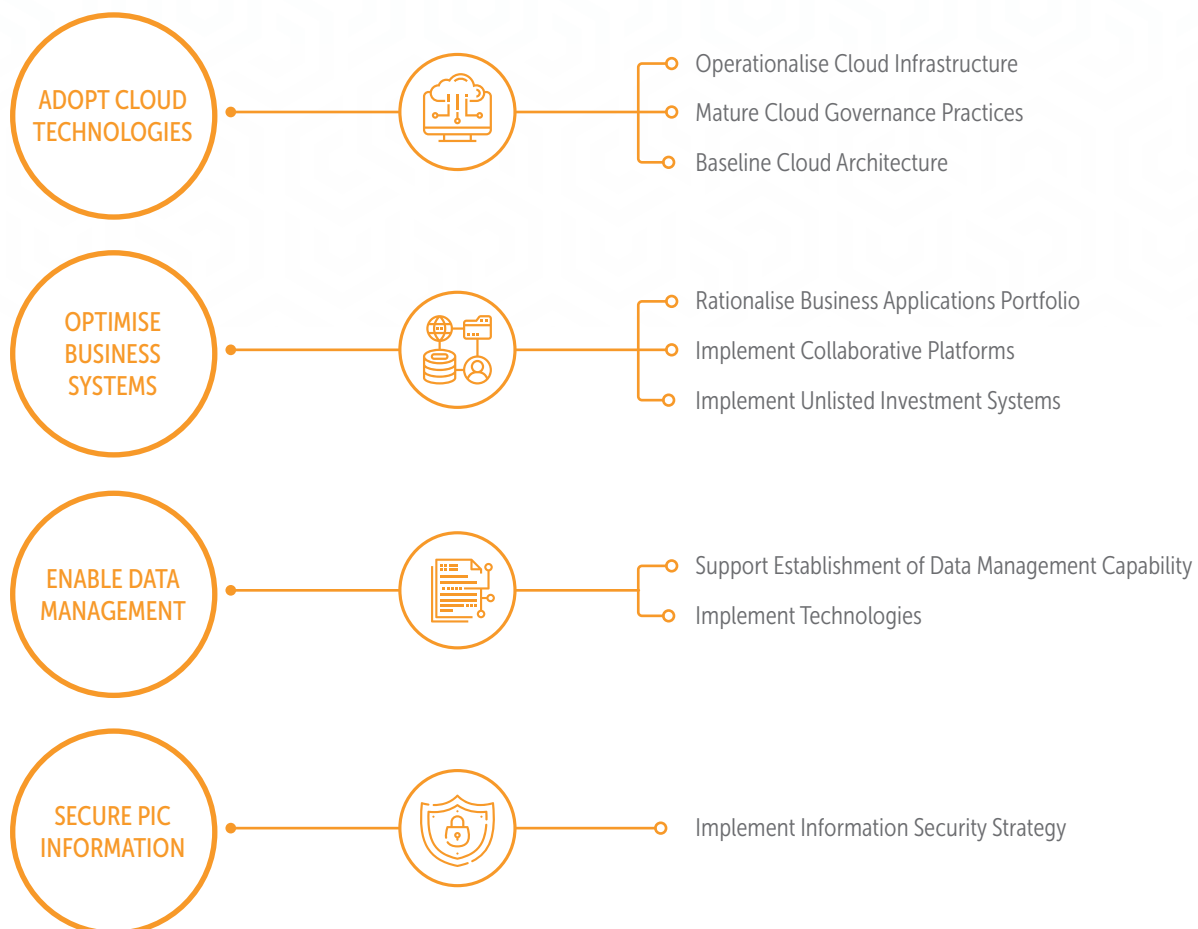 ADOPT CLOUD
TECHNOLOGIES
Operationalise Cloud Infrastructure
Mature Cloud Governance Practices
Baseline Cloud Architecture
OPTIMISE
BUSINESS
SYSTEMS
Rationalise Business Applications Portfolio
Implement Collaborative Platforms
Implement Unlisted Investment Systems
ENABLE DATA
MANAGEMENT
Support Establishment of Data Management Capability
Implement Technologies
SECURE PIC
INFORMATION
Implement Information Security Strategy